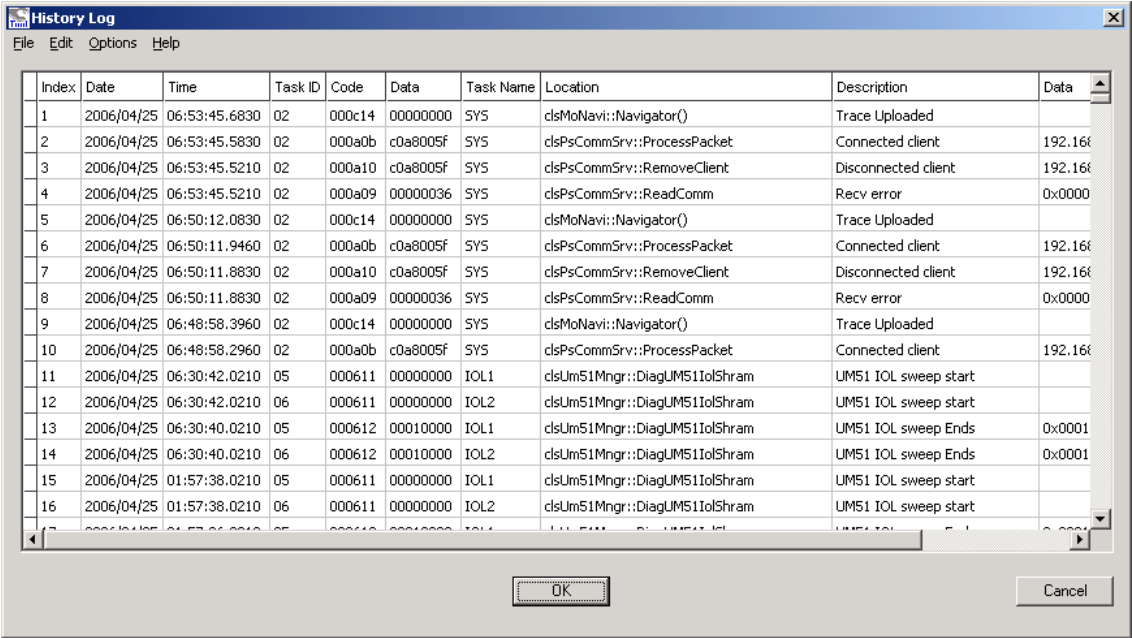 History Log
File Edit Options Help
Index Date Time Task ID Code Data Task Name Location Description Data
1 2006/04/25 06:53:45.6830 02 000c14 00000000 SYS clsMoNavi::Navigator() Trace Uploaded
2 2006/04/25 06:53:45.5830 02 000a0b c0a8005f SYS clsPsCommSrv::ProcessPacket Connected client 192.168
3 2006/04/25 06:53:45.5210 02 000a10 c0a8005f SYS clsPsCommSrv::RemoveClient Disconnected client 192.168
4 2006/04/25 06:53:45.5210 02 000a09 00000036 SYS clsPsCommSrv::ReadComm Recv error 0x0000
5 2006/04/25 06:50:12.0830 02 000c14 00000000 SYS clsMoNavi::Navigator() Trace Uploaded
6 2006/04/25 06:50:11.9460 02 000a0b c0a8005f SYS clsPsCommSrv::ProcessPacket Connected client 192.168
7 2006/04/25 06:50:11.8830 02 000a10 c0a8005f SYS clsPsCommSrv::RemoveClient Disconnected client 192.168
8 2006/04/25 06:50:11.8830 02 000a09 00000036 SYS clsPsCommSrv::ReadComm Recv error 0x0000
9 2006/04/25 06:48:58.3960 02 000c14 00000000 SYS clsMoNavi::Navigator() Trace Uploaded
10 2006/04/25 06:48:58.2960 02 000a0b c0a8005f SYS clsPsCommSrv::ProcessPacket Connected client 192.168
11 2006/04/25 06:30:42.0210 05 000611 00000000 IOL1 clsUm51Mngr::DiagUM51IolShram UM51 IOL sweep start
12 2006/04/25 06:30:42.0210 06 000611 00000000 IOL2 clsUm51Mngr::DiagUM51IolShram UM51 IOL sweep start
13 2006/04/25 06:30:40.0210 05 000612 00010000 IOL1 clsUm51Mngr::DiagUM51IolShram UM51 IOL sweep Ends 0x0001
14 2006/04/25 06:30:40.0210 06 000612 00010000 IOL2 clsUm51Mngr::DiagUM51IolShram UM51 IOL sweep Ends 0x0001
15 2006/04/25 01:57:38.0210 05 000611 00000000 IOL1 clsUm51Mngr::DiagUM51IolShram UM51 IOL sweep start
16 2006/04/25 01:57:38.0210 06 000611 00000000 IOL2 clsUm51Mngr::DiagUM51IolShram UM51 IOL sweep start
OK Cancel